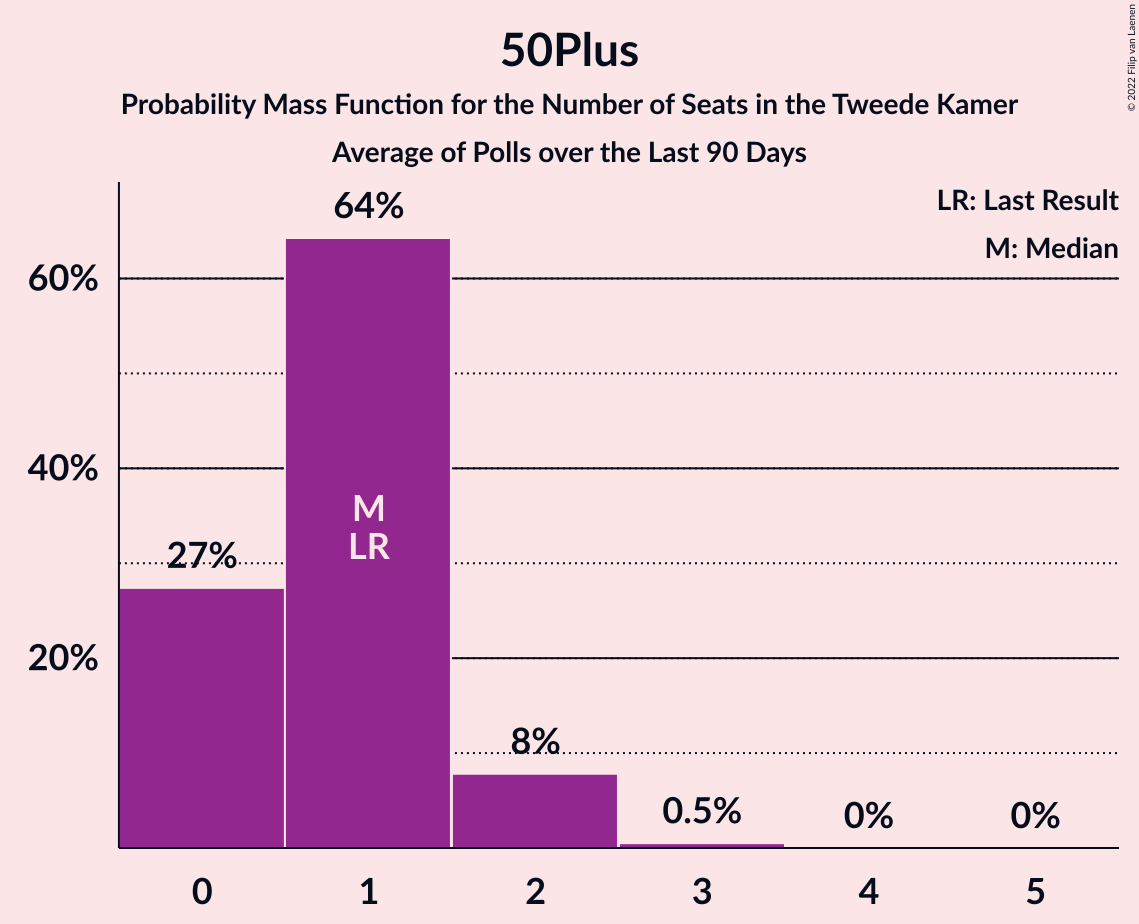 50Plus
Probability Mass Function for the Number of Seats in the Tweede Kamer
Average of Polls over the Last 90 Days
© 2022 Filip van Laenen
LR: Last Result
M: Median
64%
60%
40%
M
LR
27%
20%
8%
0.5%
0%
0%
0
1
2
3
4
5